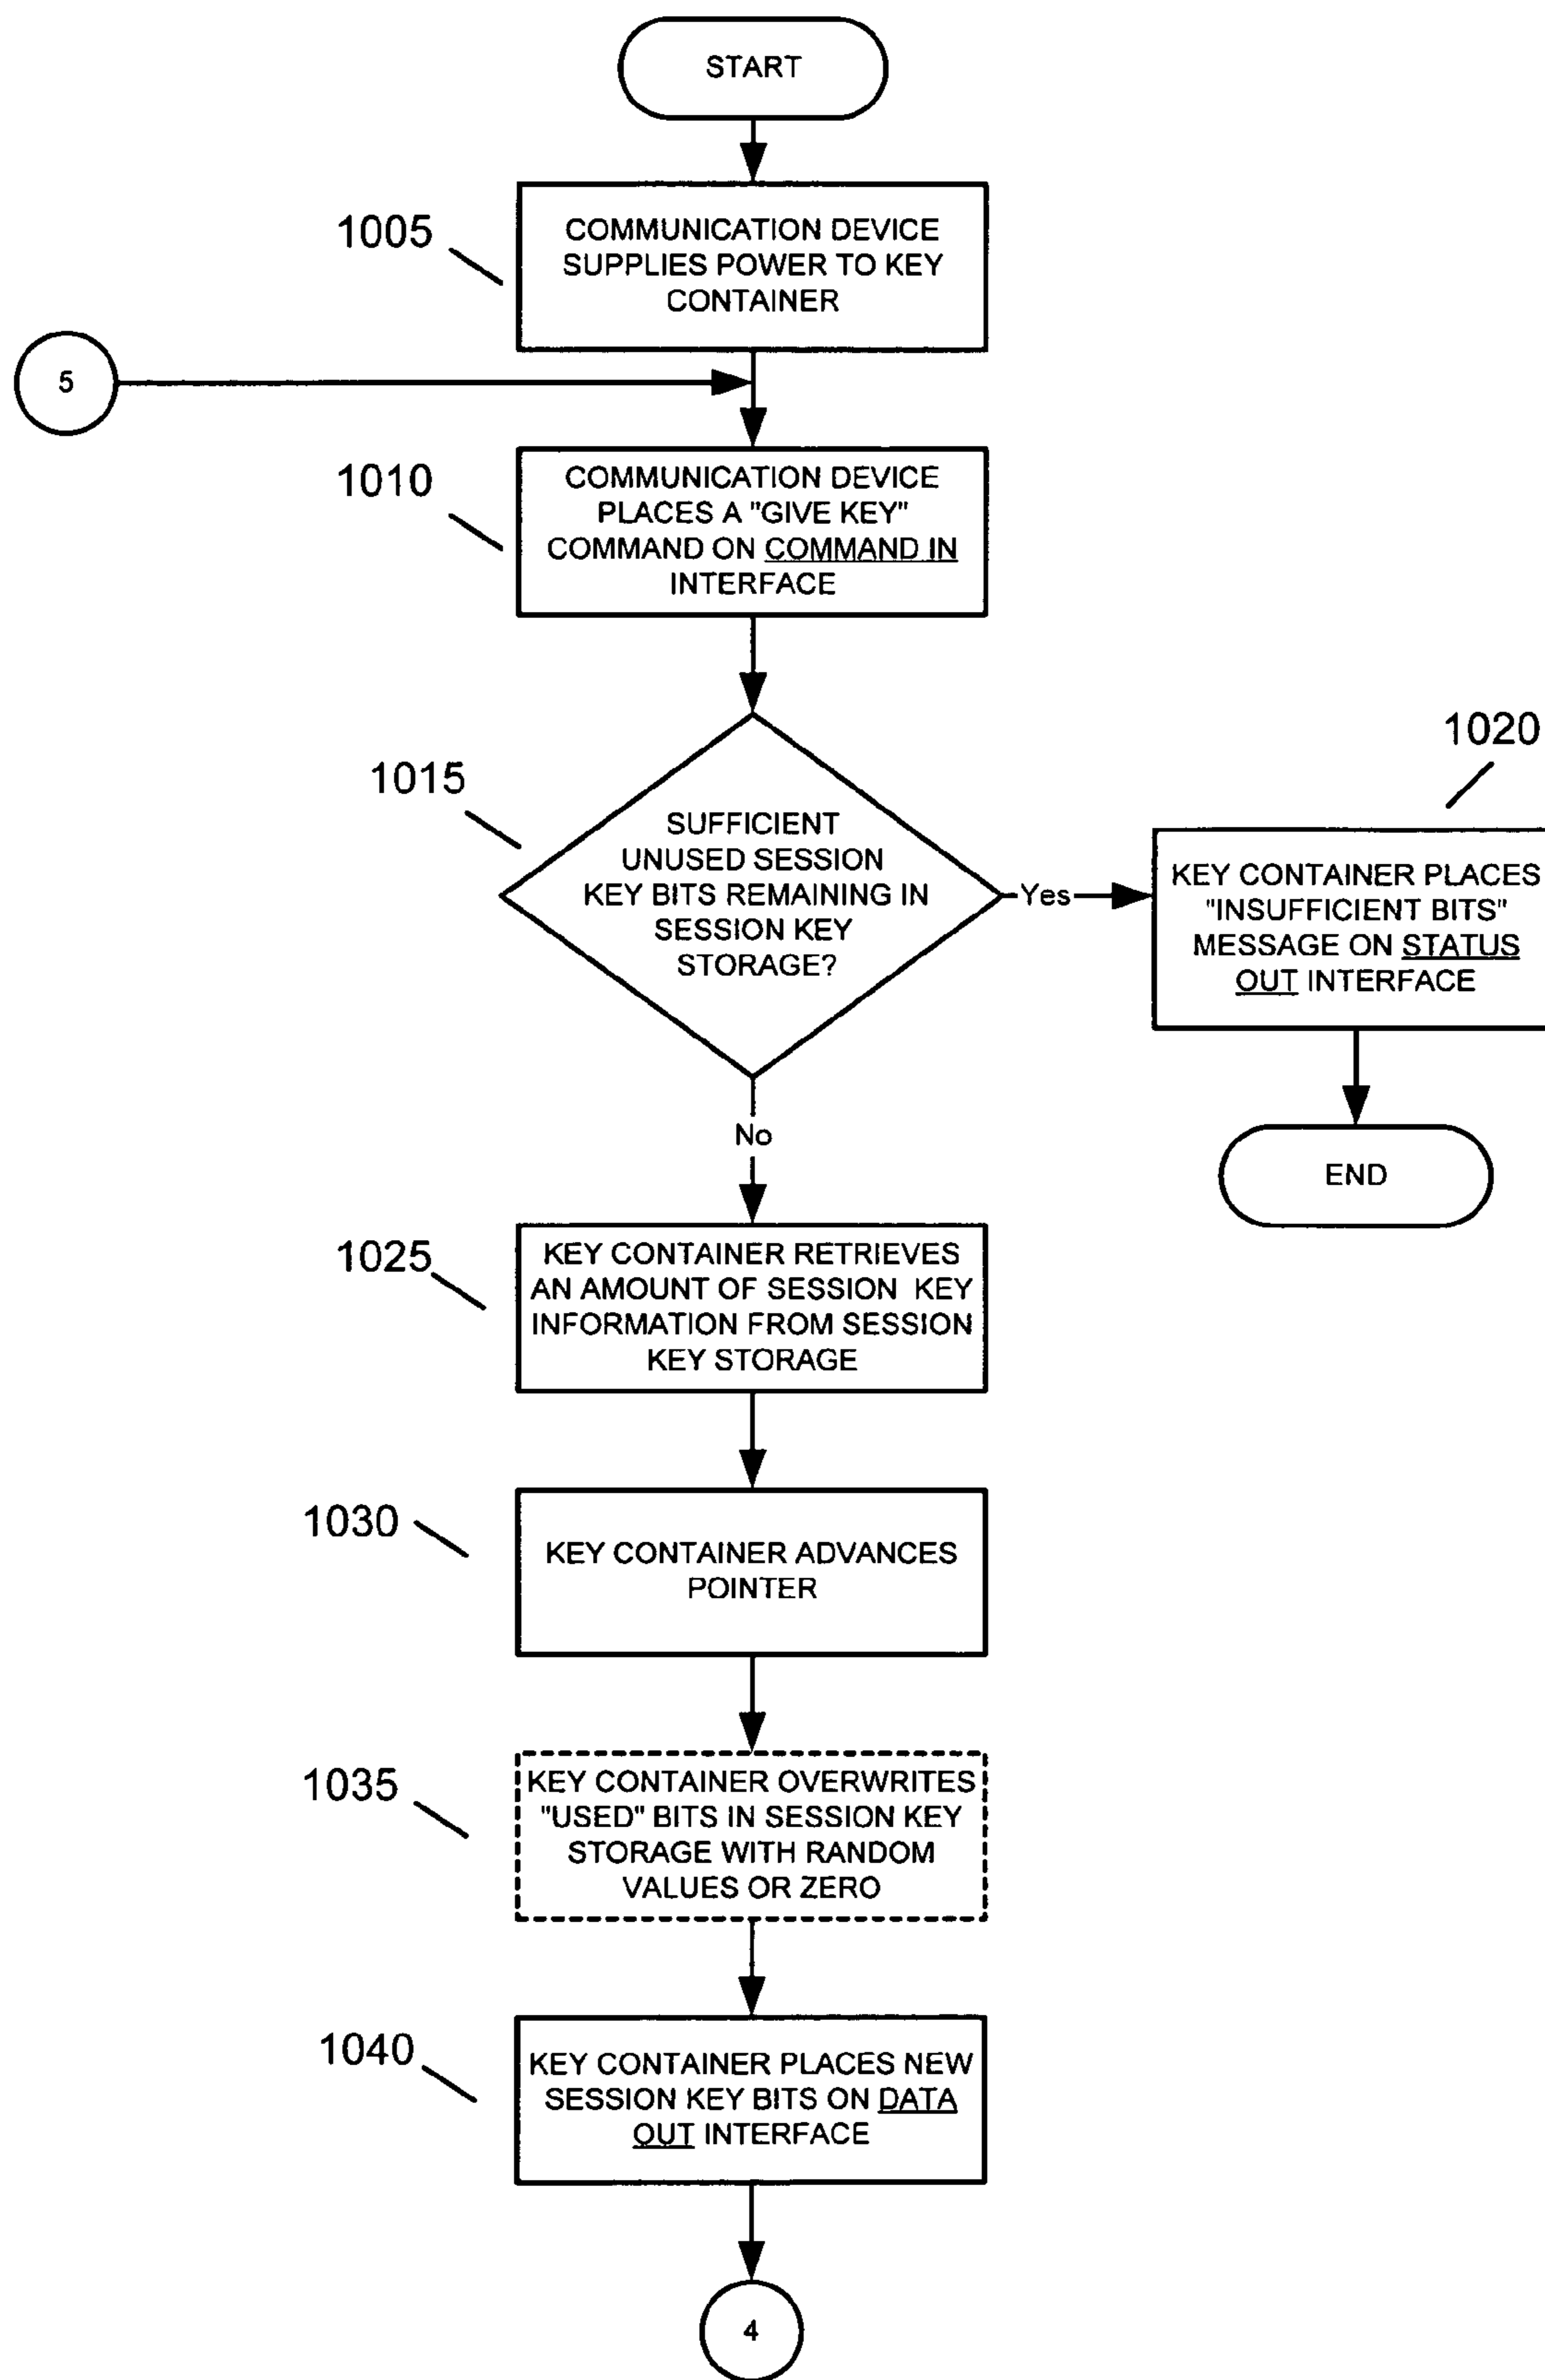 START
1005
COMMUNICATION DEVICE
SUPPLIES POWER TO KEY
CONTAINER
5
1010
COMMUNICATION DEVICE
PLACES A "GIVE KEY"
COMMAND ON COMMAND IN
INTERFACE
1015
SUFFICIENT
UNUSED SESSION
KEY BITS REMAINING IN
SESSION KEY
STORAGE?
Yes
1020
KEY CONTAINER PLACES
"INSUFFICIENT BITS"
MESSAGE ON STATUS
OUT INTERFACE
END
No
1025
KEY CONTAINER RETRIEVES
AN AMOUNT OF SESSION KEY
INFORMATION FROM SESSION
KEY STORAGE
1030
KEY CONTAINER ADVANCES
POINTER
1035
KEY CONTAINER OVERWRITES
"USED" BITS IN SESSION KEY
STORAGE WITH RANDOM
VALUES OR ZERO
1040
KEY CONTAINER PLACES NEW
SESSION KEY BITS ON DATA
OUT INTERFACE
4